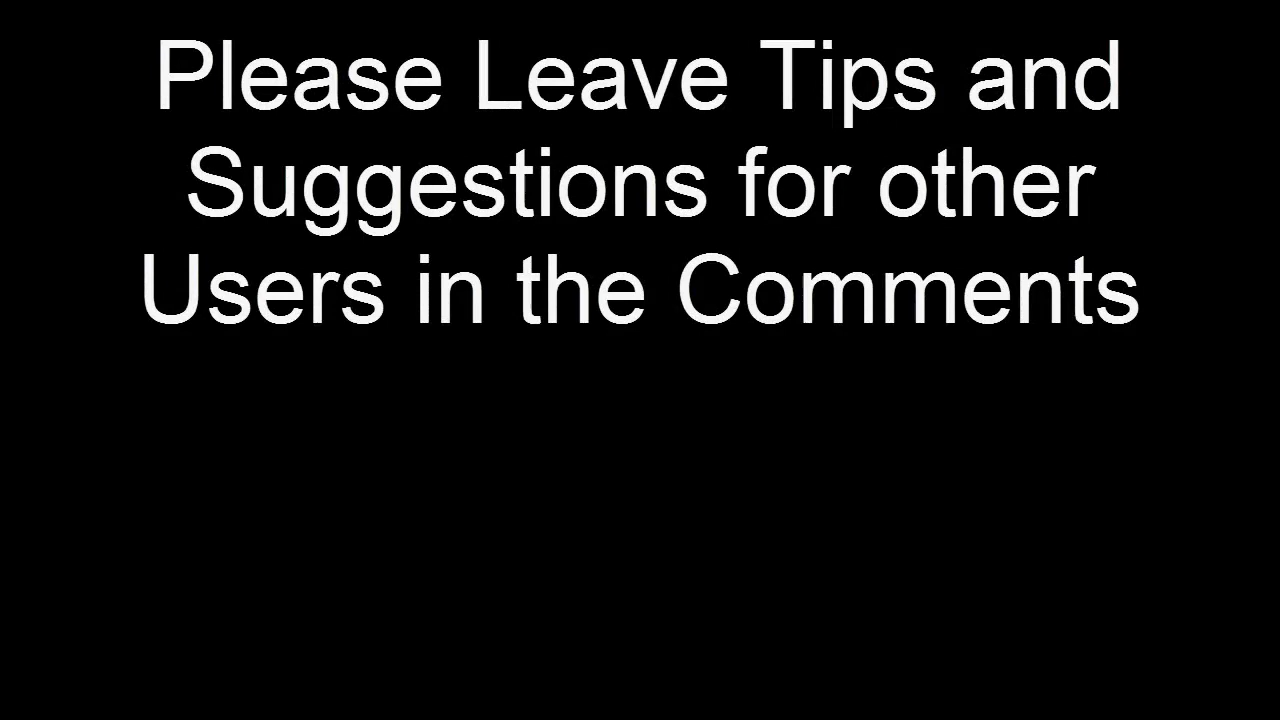 Please Leave Tips and
Suggestions for other
Users in the Comments